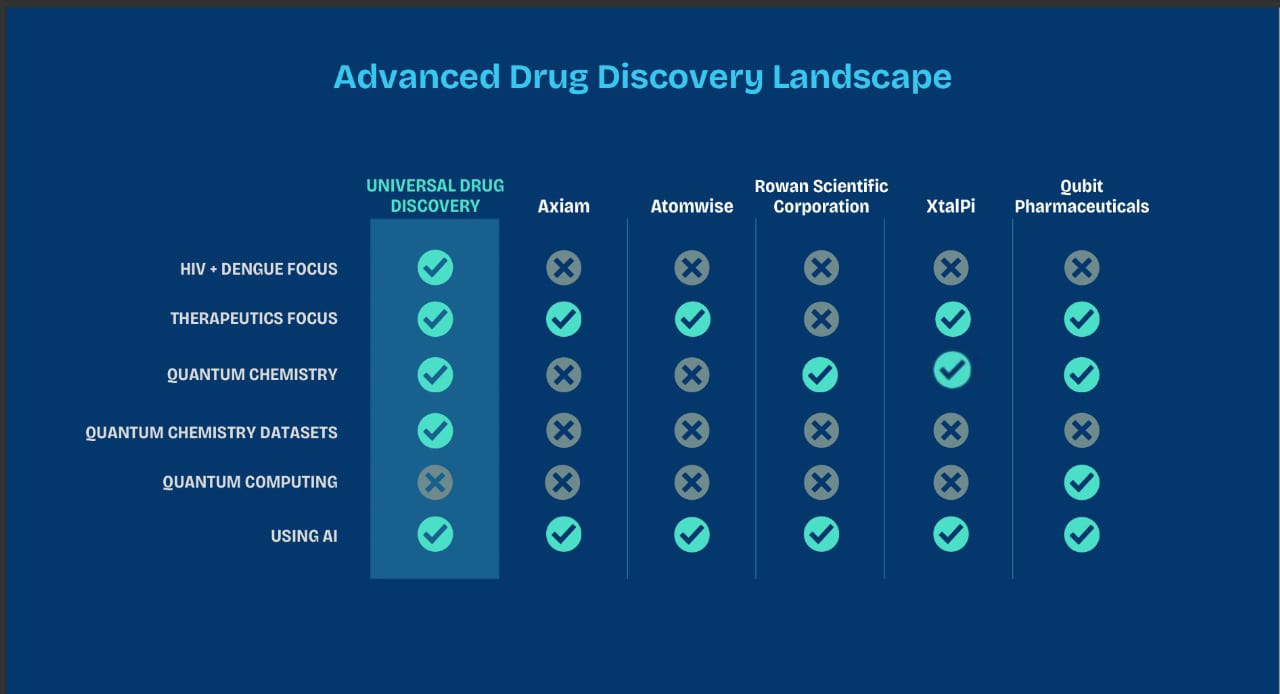 Advanced Drug Discovery Landscape
UNIVERSAL DRUG
DISCOVERY
Axiam
Atomwise
Rowan Scientific
Corporation
XtalPi
Qubit
Pharmaceuticals
HIV + DENGUE FOCUS
THERAPEUTICS FOCUS
QUANTUM CHEMISTRY
QUANTUM CHEMISTRY DATASETS
QUANTUM COMPUTING
USING AI